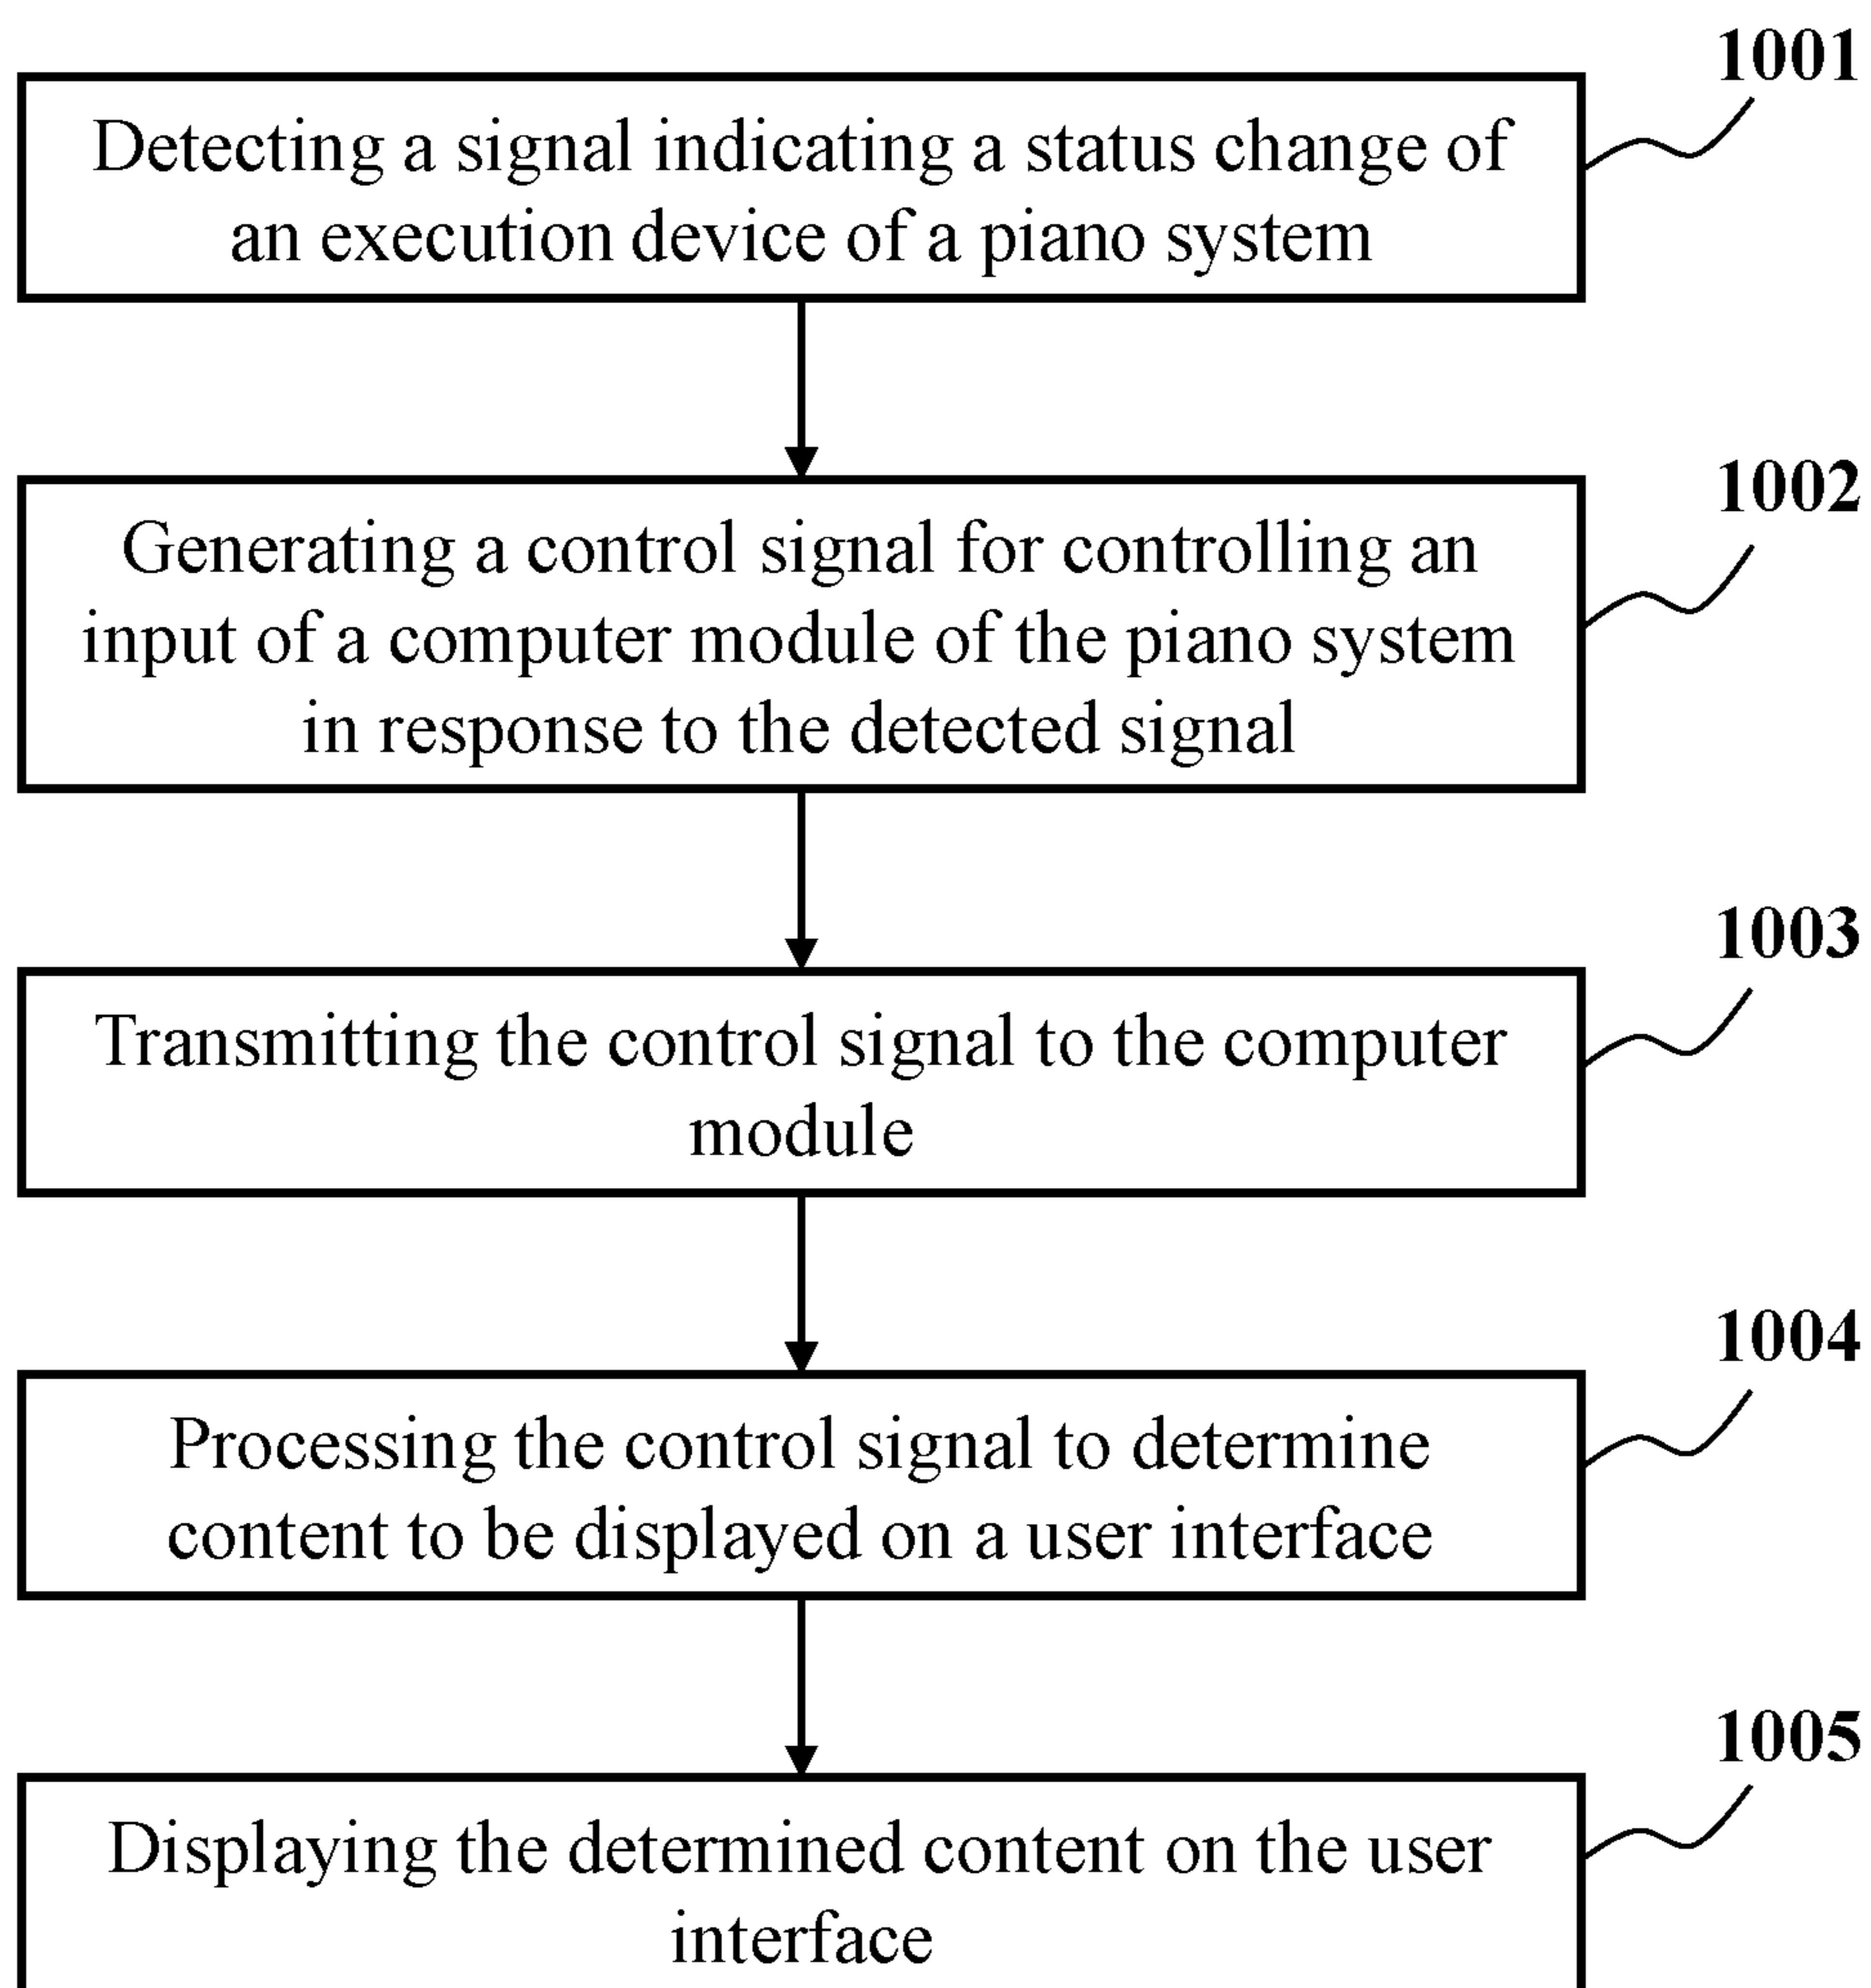 1001
Detecting a signal indicating a status change of
an execution device of a piano system
1002
Generating a control signal for controlling an
input of a computer module of the piano system
in response to the detected signal
1003
Transmitting the control signal to the computer
module
1004
Processing the control signal to determine
content to be displayed on a user interface
1005
Displaying the determined content on the user
interface